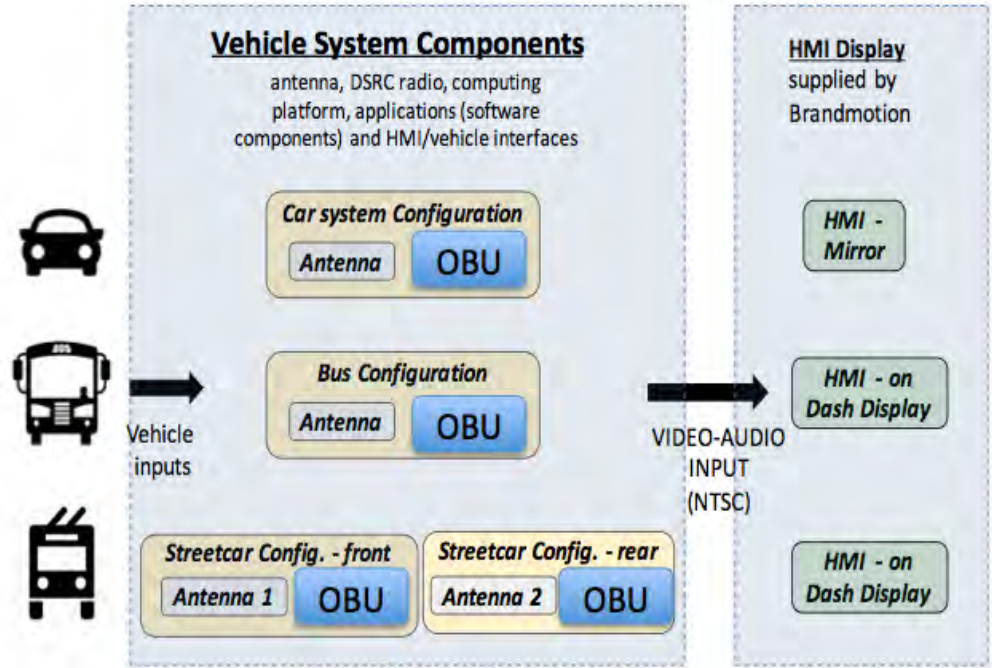 Vehicle System Components
antenna, DSRC radio, computing
platform, applications (software
components) and HMI/vehicle interfaces
HMI Display
supplied by
Brandmotion
Car system Configuration
Antenna
OBU
HMI -
Mirror
Bus Configuration
Antenna
OBU
HMI - on
Dash Display
Vehicle
inputs
VIDEO-AUDIO
INPUT
(NTSC)
Streetcar Config. - front
Antenna 1
OBU
Streetcar Config. - rear
Antenna 2
OBU
HMI - on
Dash Display